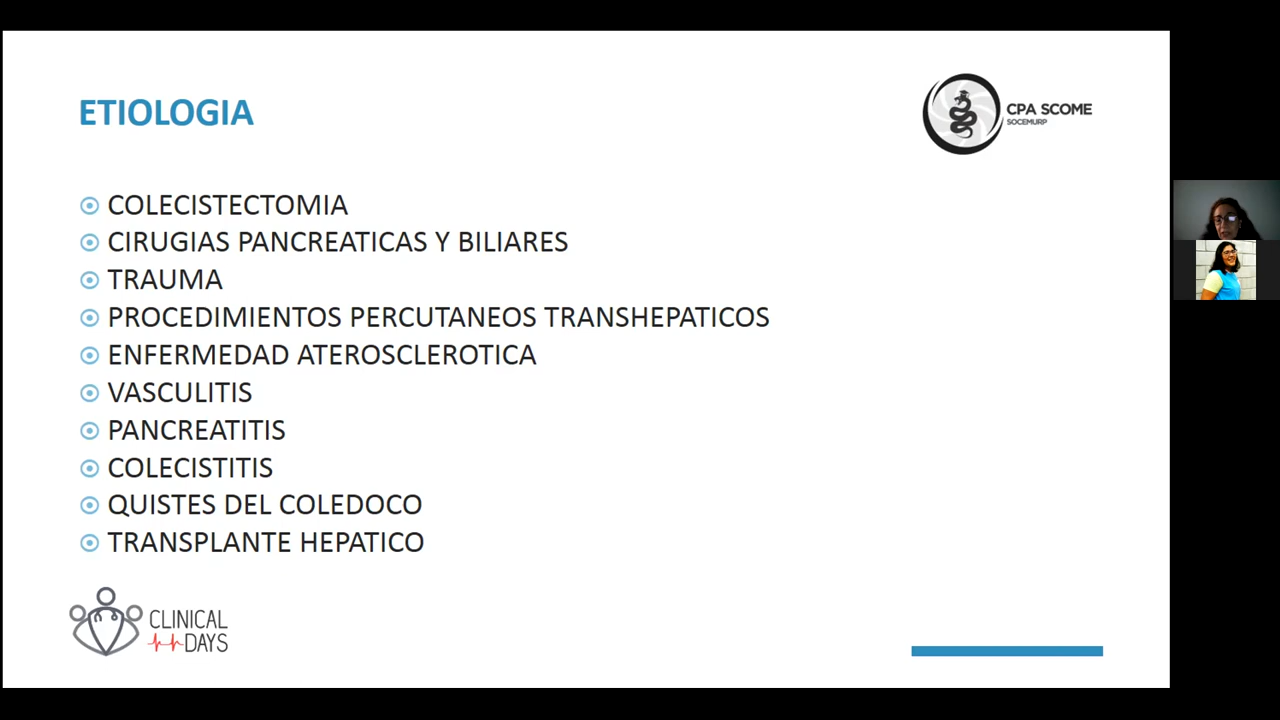 ETIOLOGIA
CPA SCOME
SOCEMURP
COLECISTECTOMIA
CIRUGIAS PANCREATICAS Y BILIARES
TRAUMA
PROCEDIMIENTOS PERCUTANEOS TRANSHEPATICOS
ENFERMEDAD ATEROSCLEROTICA
VASCULITIS
PANCREATITIS
COLECISTITIS
QUISTES DEL COLEDOCO
TRANSPLANTE HEPATICO
CLINICAL
DAYS